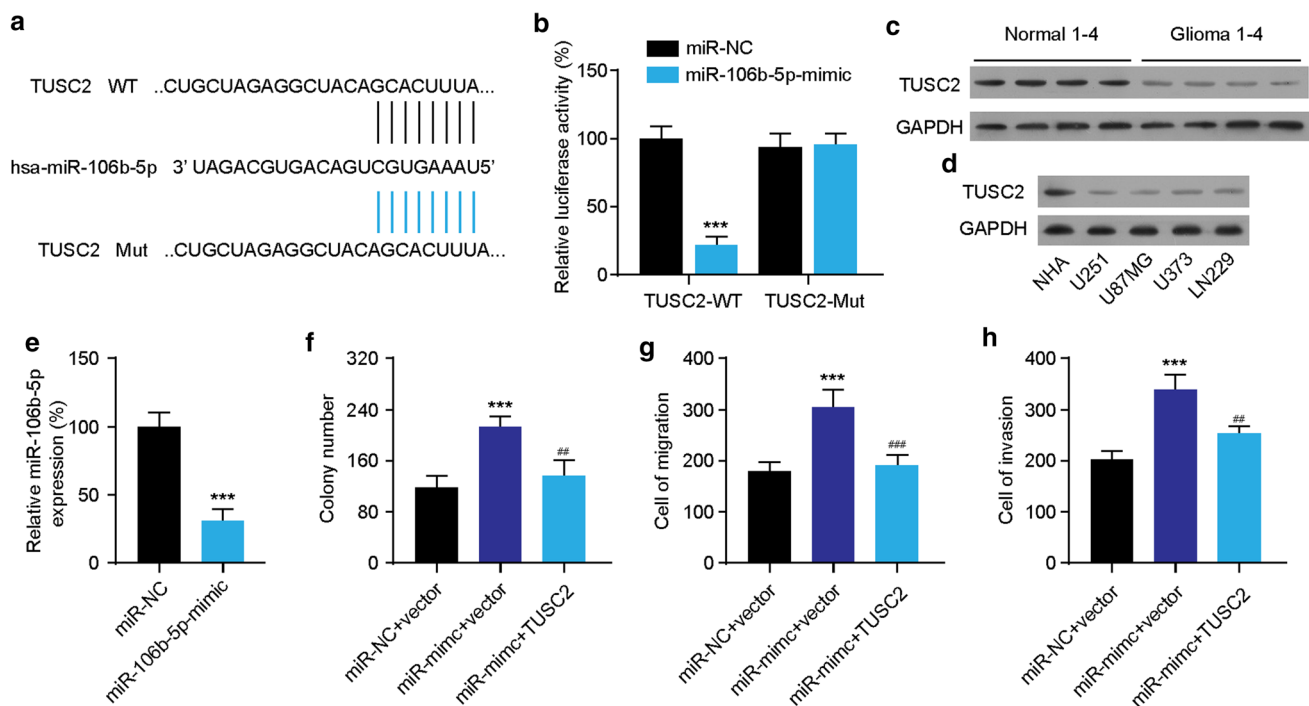 a
TUSC2 WT ..CUGCUAGAGGCUACAGCACUUUA...
hsa-miR-106b-5p 3' UAGACGUGACAGUCGUGAAAU5'
TUSC2 Mut ..CUGCUAGAGGCUACAGCACUUUA...
b
miR-NC
miR-106b-5p-mimic
Relative luciferase activity (%)
150
100
50
0
***
TUSC2-WT TUSC2-Mut
c
Normal 1-4 Glioma 1-4
TUSC2
GAPDH
d
TUSC2
GAPDH
NHA
U251
U87MG
U373
LN229
e
Relative miR-106b-5p
expression (%)
150
100
50
0
***
miR-NC
miR-106b-5p-mimic
f
Colony number
320
240
160
80
0
***
##
miR-NC+vector
miR-mimc+vector
miR-mimc+TUSC2
g
Cell of migration
400
300
200
100
0
***
###
miR-NC+vector
miR-mimc+vector
miR-mimc+TUSC2
h
Cell of invasion
400
300
200
100
0
***
##
miR-NC+vector
miR-mimc+vector
miR-mimc+TUSC2